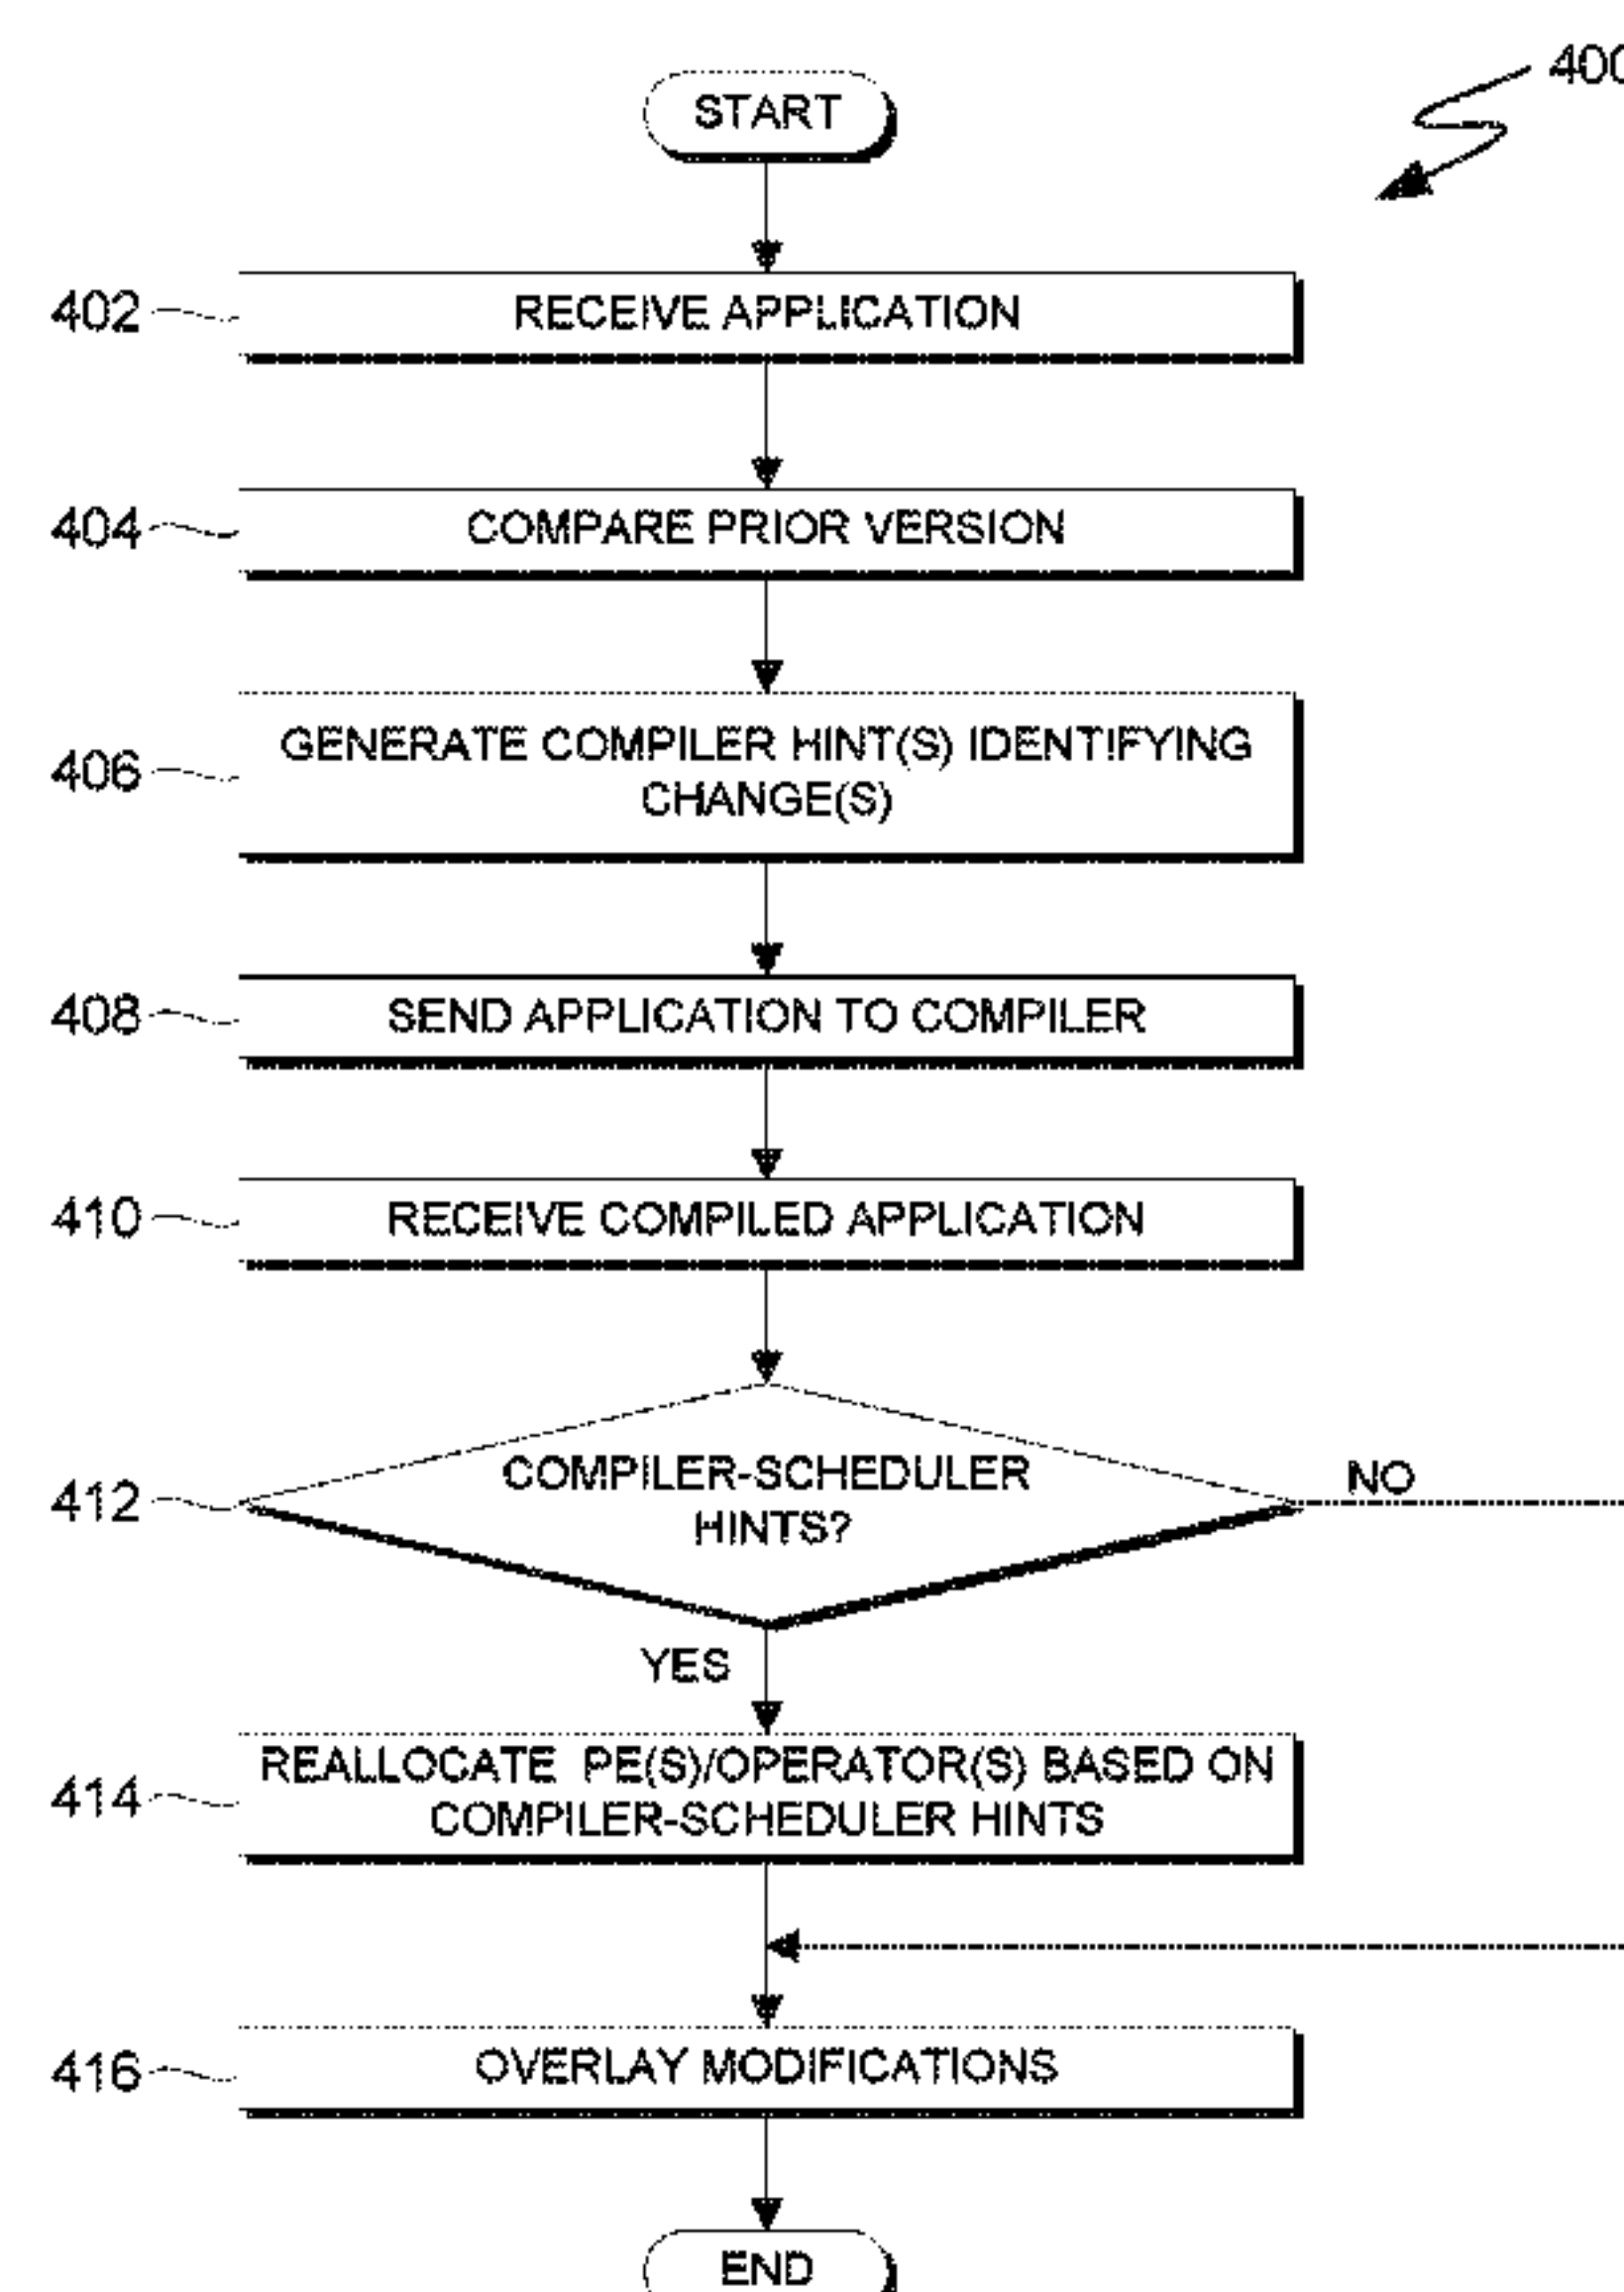 START
400
402
RECEIVE APPLICATION
404
COMPARE PRIOR VERSION
406
GENERATE COMPILER HINT(S) IDENTIFYING
CHANGE(S)
408
SEND APPLICATION TO COMPILER
410
RECEIVE COMPILED APPLICATION
412
COMPILER-SCHEDULER
HINTS?
NO
YES
414
REALLOCATE PE(S)/OPERATOR(S) BASED ON
COMPILER-SCHEDULER HINTS
416
OVERLAY MODIFICATIONS
END